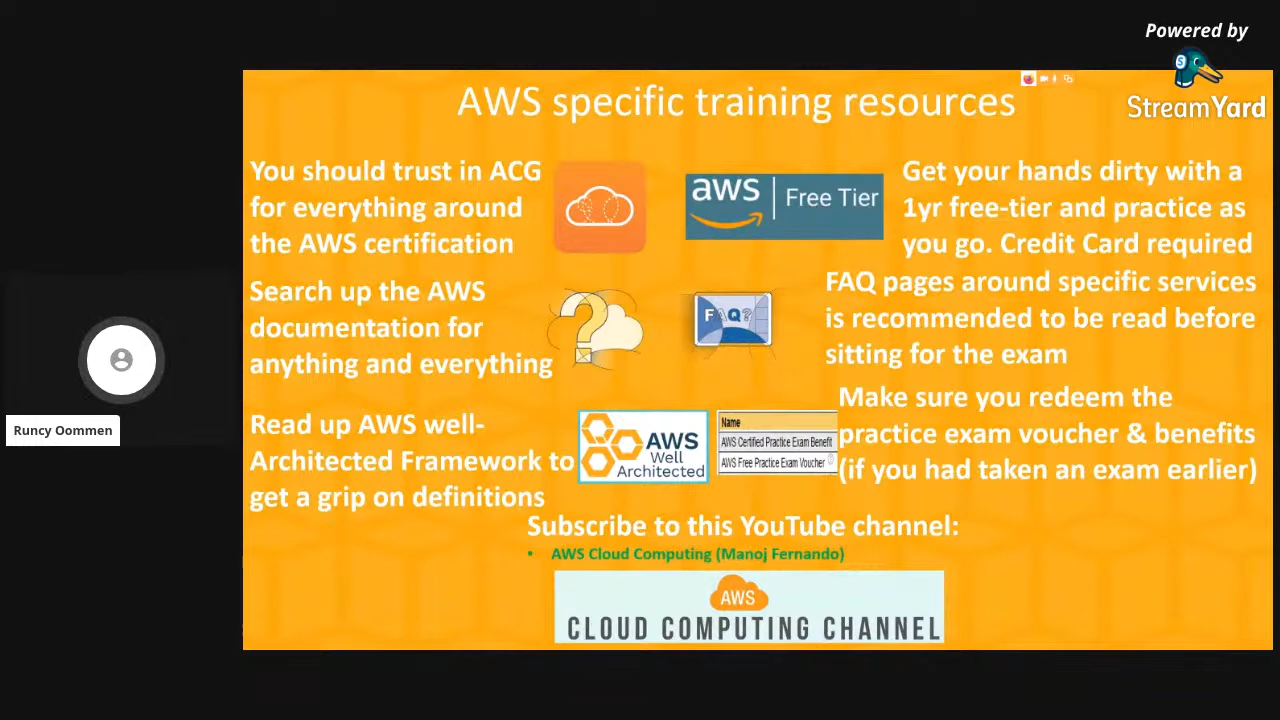 Powered by
StreamYard
AWS specific training resources
You should trust in ACG
for everything around
the AWS certification
aws | Free Tier
Get your hands dirty with a
1yr free-tier and practice as
you go. Credit Card required
Search up the AWS
documentation for
anything and everything
?
FAQ?
FAQ pages around specific services
is recommended to be read before
sitting for the exam
Runcy Oommen
Read up AWS well-
Architected Framework to
get a grip on definitions
AWS
Well
Architected
Name
AWS Certified Practice Exam Benefit
AWS Free Practice Exam Voucher
Make sure you redeem the
practice exam voucher & benefits
(if you had taken an exam earlier)
Subscribe to this YouTube channel:
• AWS Cloud Computing (Manoj Fernando)
AWS
CLOUD COMPUTING CHANNEL